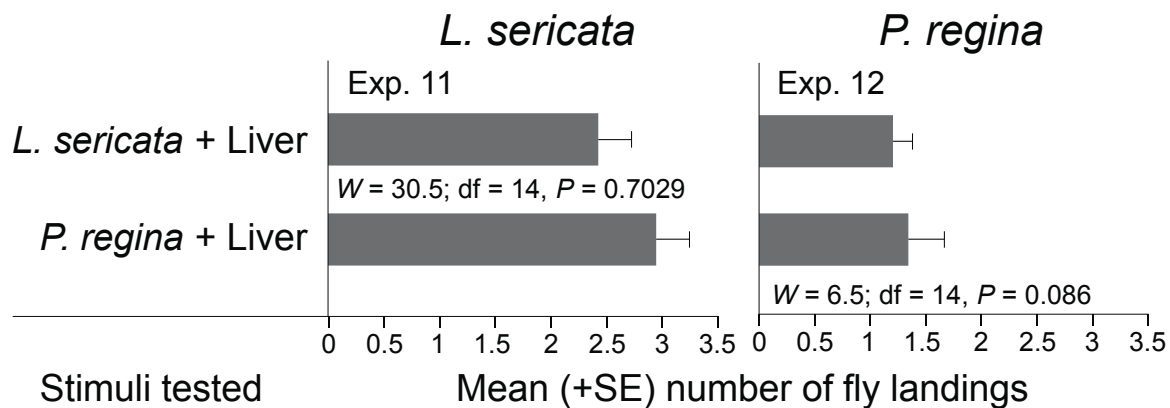 L. sericata
P. regina
Exp. 11
Exp. 12
L. sericata + Liver
W = 30.5; df = 14, P = 0.7029
P. regina + Liver
W = 6.5; df = 14, P = 0.086
0 0.5 1 1.5 2 2.5 3 3.5
0 0.5 1 1.5 2 2.5 3 3.5
Stimuli tested
Mean (+SE) number of fly landings